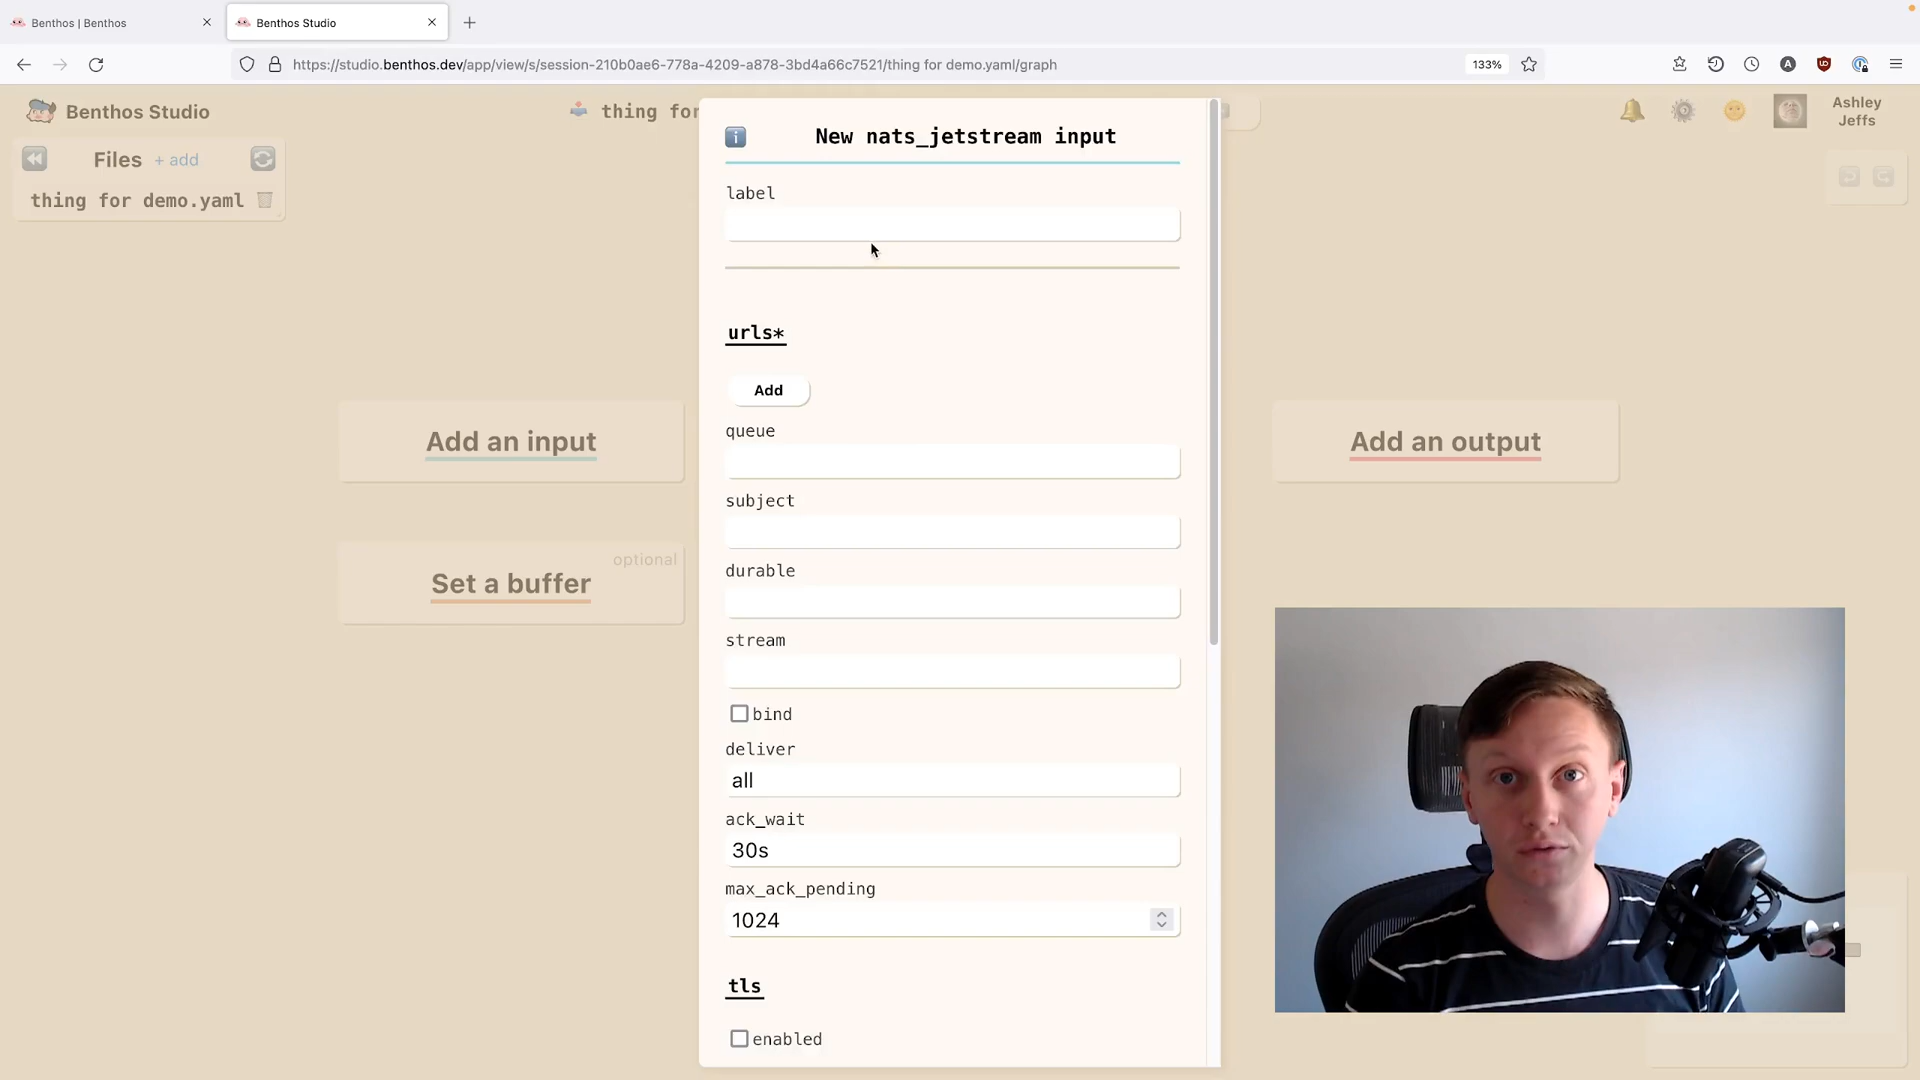 Benthos | Benthos
Benthos Studio
https://studio.benthos.dev/app/view/s/session-210b0ae6-778a-4209-a878-3bd4a66c7521/thing for demo.yaml/graph
133%
Benthos Studio
thing for
Ashley
Jeffs
Files + add
thing for demo.yaml
New nats_jetstream input
label
urls*
Add
queue
subject
durable
stream
bind
deliver
all
ack_wait
30s
max_ack_pending
1024
tls
enabled
Add an input
optional
Set a buffer
Add an output